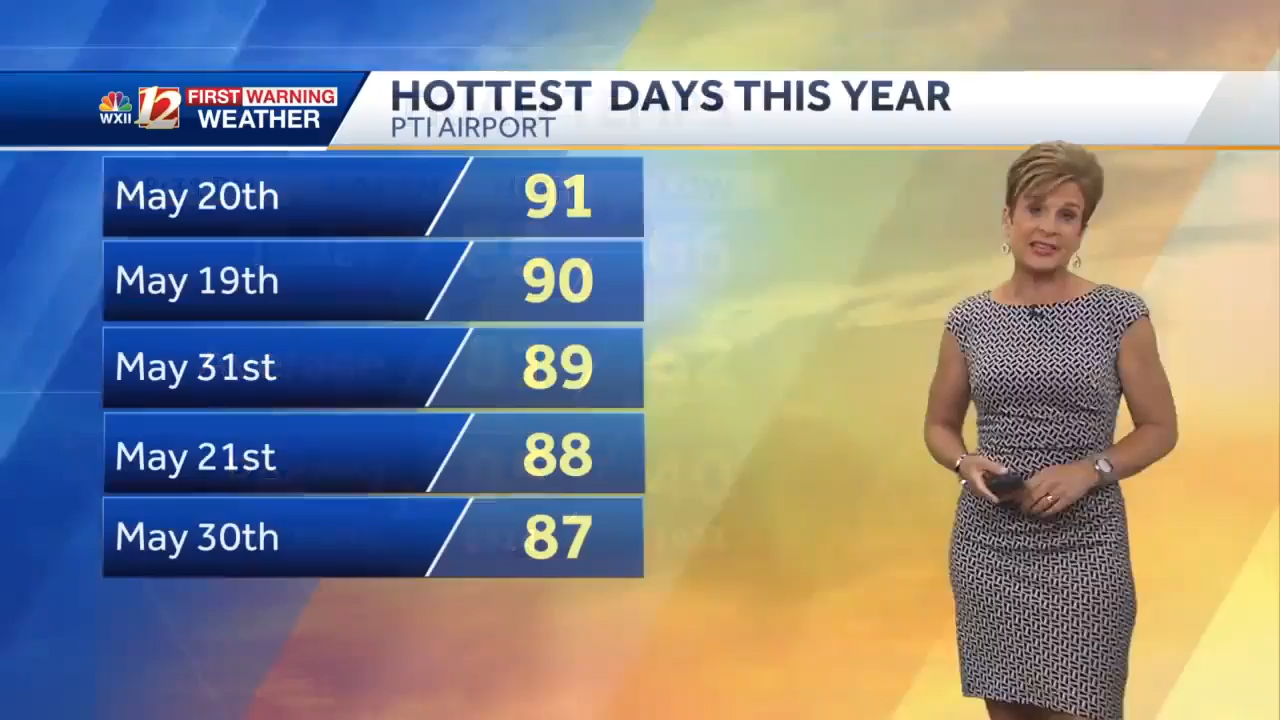 WXII 12 FIRST WARNING
WEATHER
HOTTEST DAYS THIS YEAR
PTI AIRPORT
May 20th 91
May 19th 90
May 31st 89
May 21st 88
May 30th 87